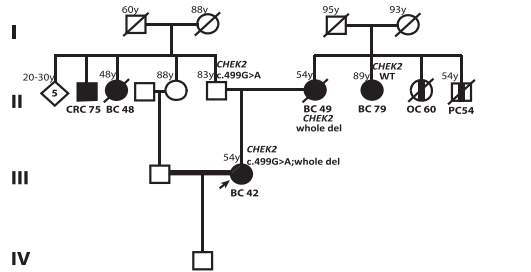 60y 88y 95y 93y
I
CHEK2
c.499G>A
CHEK2
WT
20-30y 48y 88y 83y 54y 89y 54y
5
II
CRC 75 BC 48 BC 49 BC 79 OC 60 PC54
CHEK2
whole del
CHEK2
54y
c.499G>A;whole del
III
BC 42
IV